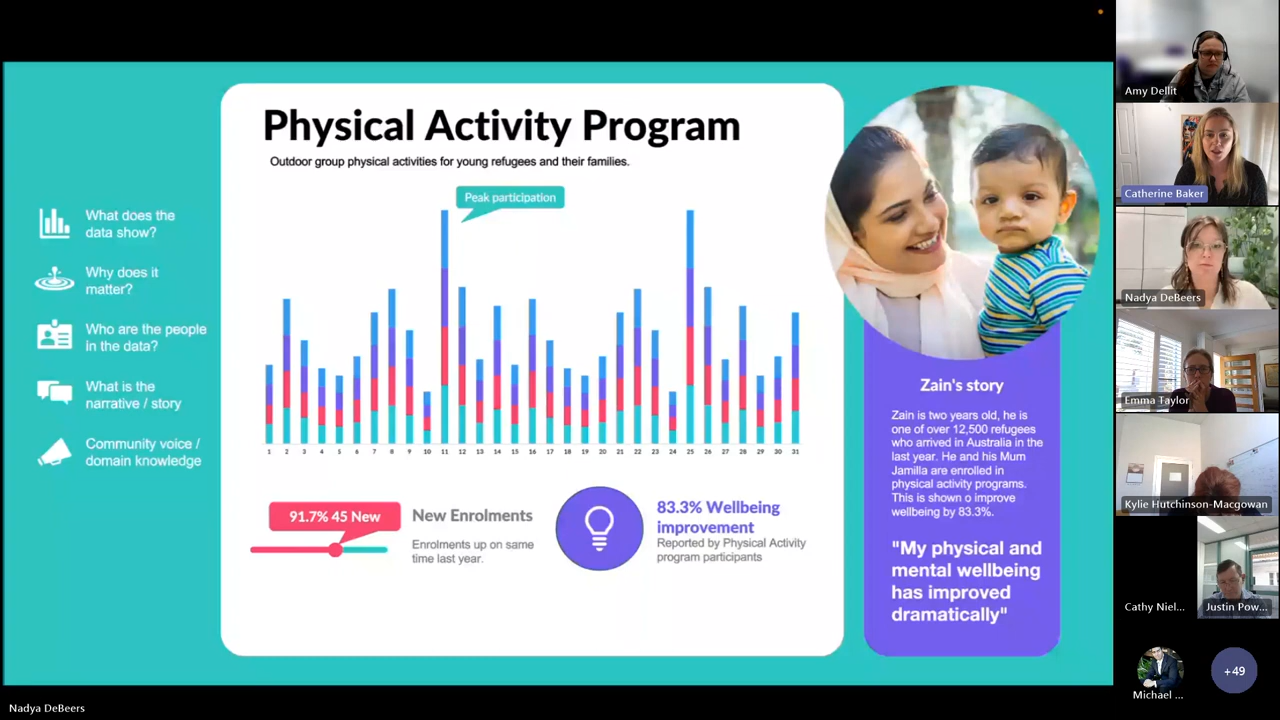 What does the
data show?
Why does it
matter?
Who are the people
in the data?
What is the
narrative / story
Community voice /
domain knowledge
Physical Activity Program
Outdoor group physical activities for young refugees and their families.
Peak participation
1 2 3 4 5 6 7 8 9 10 11 12 13 14 15 16 17 18 19 20 21 22 23 24 25 26 27 28 29 30 31
91.7% 45 New
New Enrolments
Enrolments up on same
time last year.
83.3% Wellbeing
improvement
Reported by Physical Activity
program participants
Zain's story
Zain is two years old, he is
one of over 12,500 refugees
who arrived in Australia in the
last year. He and his Mum
Jamilla are enrolled in
physical activity programs.
This is shown o improve
wellbeing by 83.3%.
"My physical and
mental wellbeing
has improved
dramatically"
Amy Dellit
Catherine Baker
Nadya DeBeers
Emma Taylor
Kylie Hutchinson-Macgowan
Cathy Niel...
Justin Pow...
Michael ...
+49
Nadya DeBeers